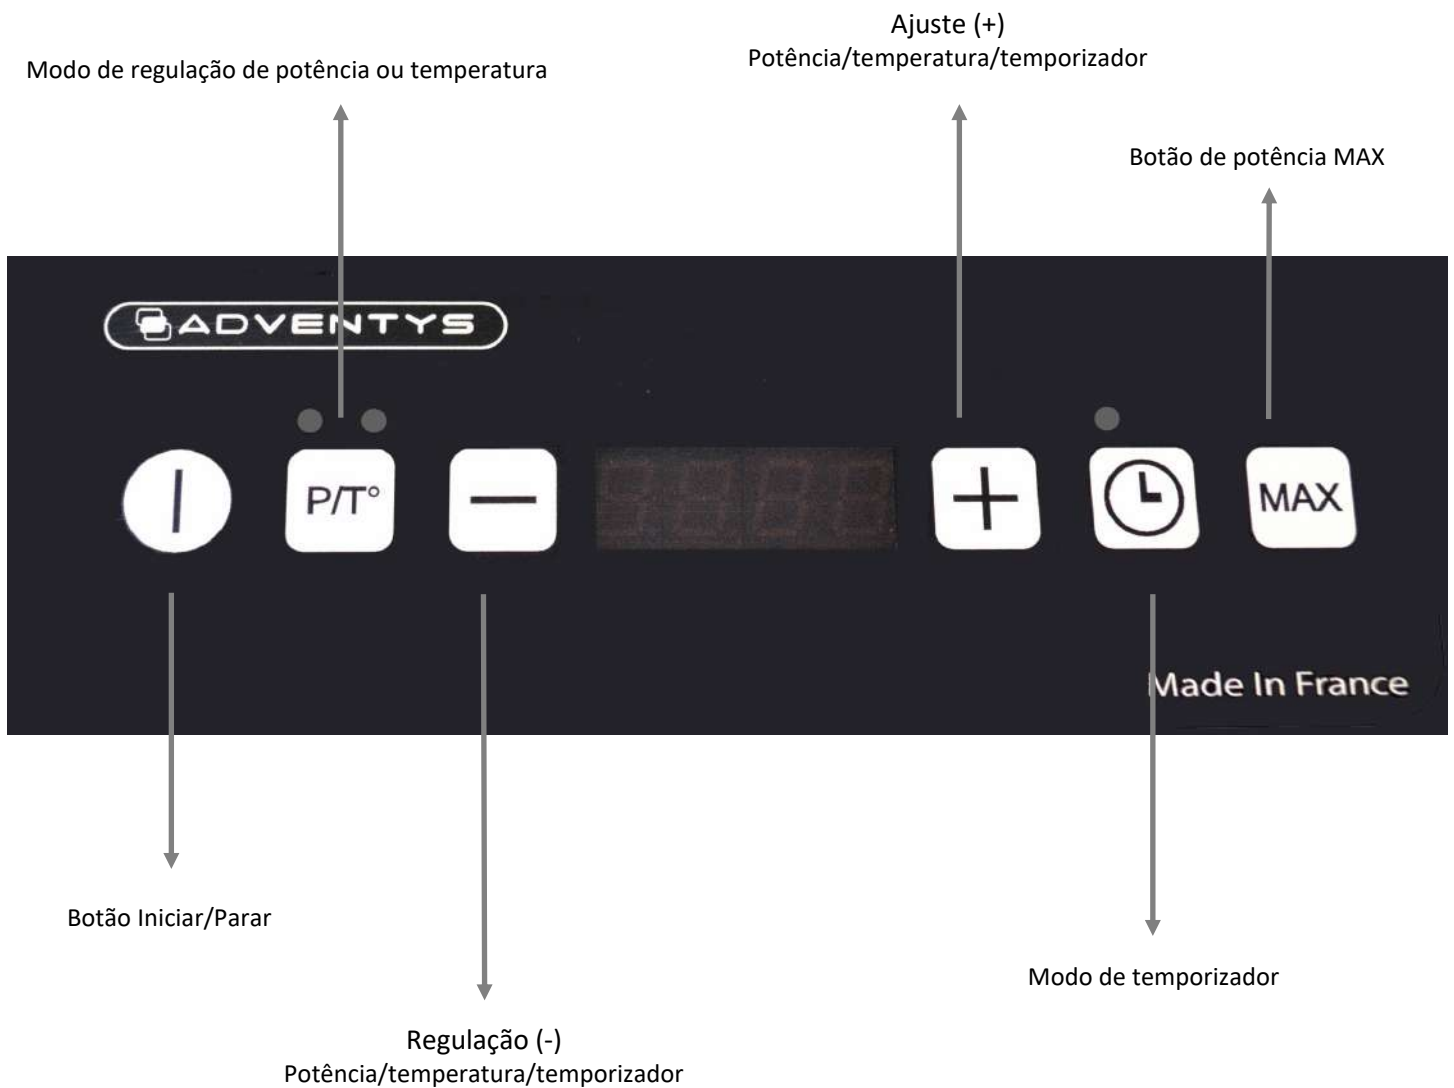 Ajuste (+)
Potência/temperatura/temporizador
Modo de regulação de potência ou temperatura
Botão de potência MAX
ADVENTYS
P/T°
MAX
Made In France
Botão Iniciar/Parar
Modo de temporizador
Regulação (-)
Potência/temperatura/temporizador